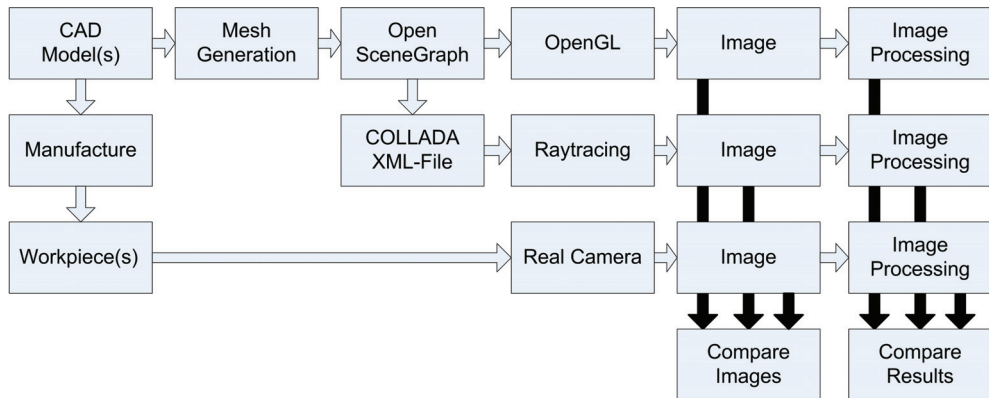 CAD
Model(s)
Mesh
Generation
Open
SceneGraph
OpenGL
Image
Image
Processing
Manufacture
COLLADA
XML-File
Raytracing
Image
Image
Processing
Workpiece(s)
Real Camera
Image
Image
Processing
Compare
Images
Compare
Results